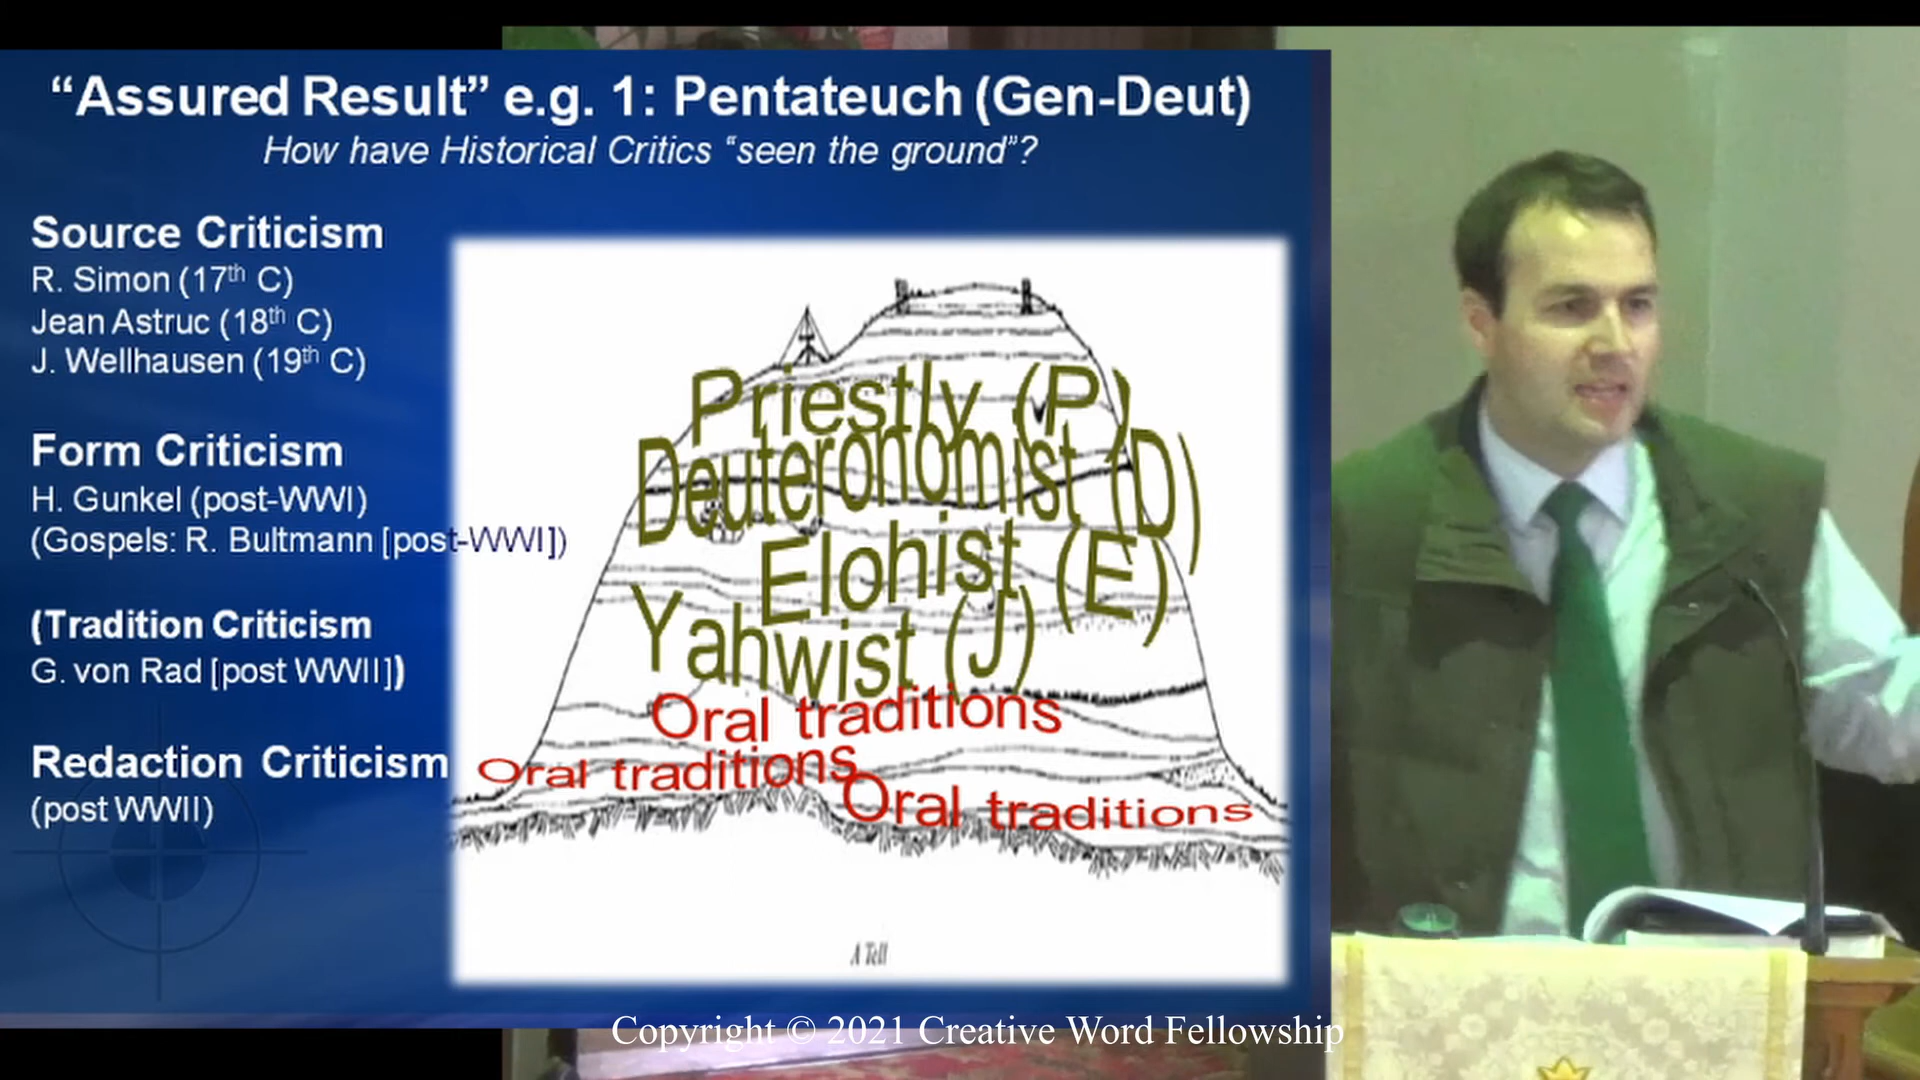 “Assured Result” e.g. 1: Pentateuch (Gen-Deut)
How have Historical Critics “seen the ground”?
Source Criticism
R. Simon (17th C)
Jean Astruc (18th C)
J. Wellhausen (19th C)
Form Criticism
H. Gunkel (post-WWI)
(Gospels: R. Bultmann [post-WWI])
(Tradition Criticism
G. von Rad [post WWII])
Redaction Criticism
(post WWII)
Priestly (P)
Deuteronomist (D)
Elohist (E)
Yahwist (J)
Oral traditions
Oral traditions
Oral traditions
A Tell
Copyright © 2021 Creative Word Fellowship